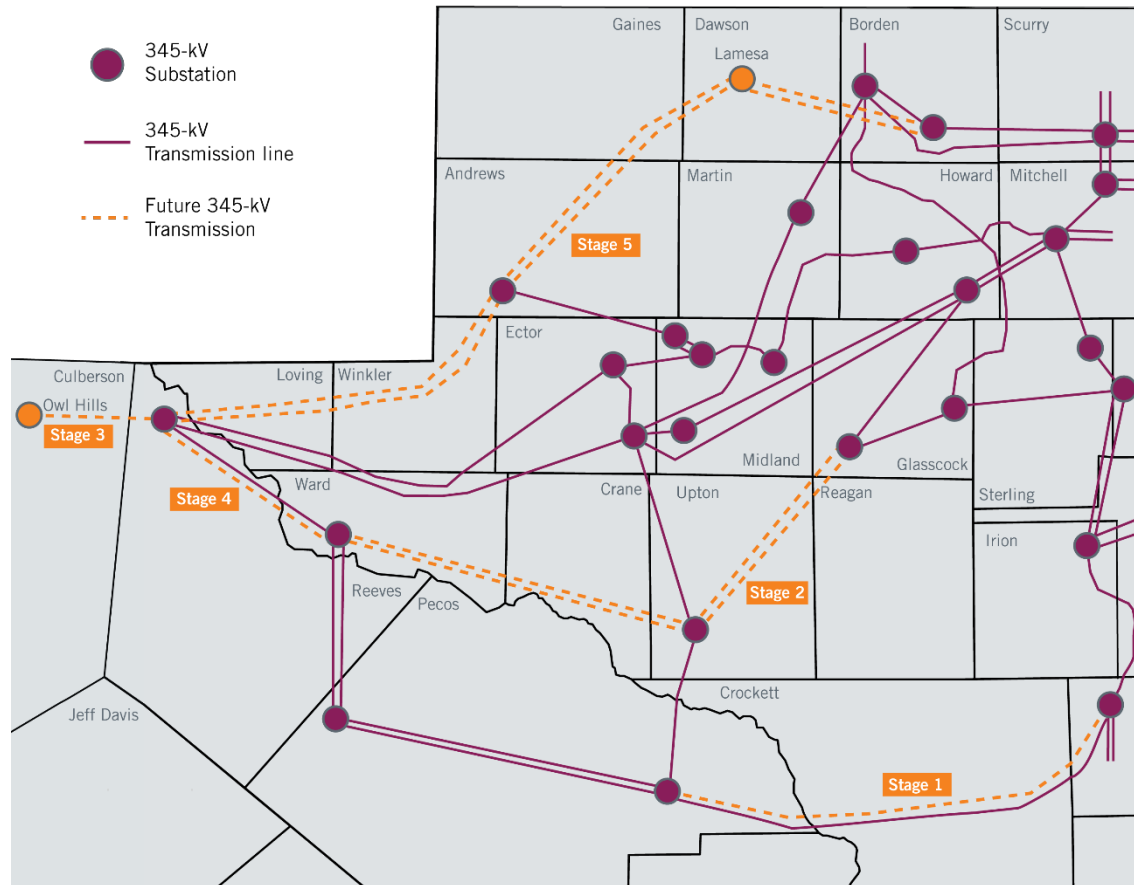 345-kV
Substation
345-kV
Transmission line
Future 345-kV
Transmission
Gaines
Dawson
Borden
Scurry
Lamesa
Andrews
Martin
Howard
Mitchell
Stage 5
Ector
Culberson
Loving
Winkler
Owl Hills
Stage 3
Midland
Glasscock
Stage 4
Ward
Crane
Upton
Reagan
Sterling
Irion
Reeves
Pecos
Stage 2
Crockett
Jeff Davis
Stage 1